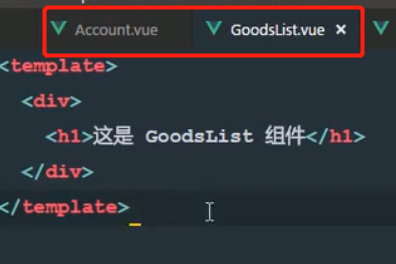 Account.vue GoodsList.vue ×
<template>
<div>
<h1>这是 GoodsList 组件</h1>
</div>
</template>